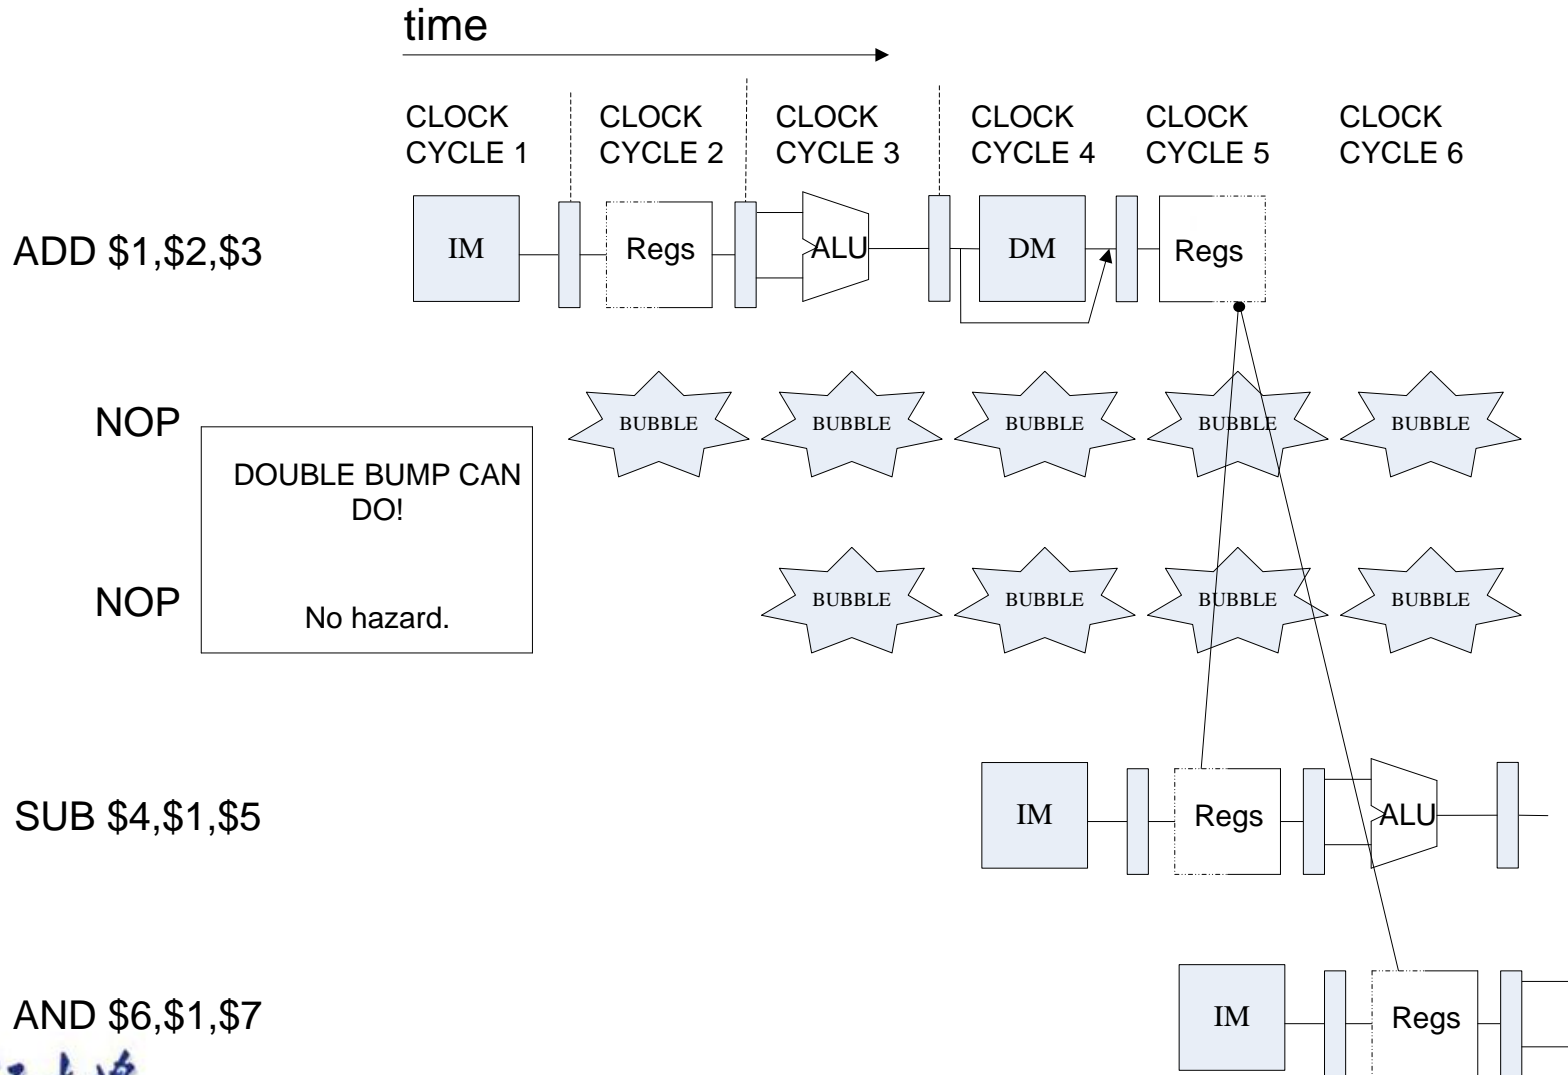 time
CLOCK CYCLE 1
CLOCK CYCLE 2
CLOCK CYCLE 3
CLOCK CYCLE 4
CLOCK CYCLE 5
CLOCK CYCLE 6
ADD $1,$2,$3
IM
Regs
ALU
DM
Regs
NOP
BUBBLE
BUBBLE
BUBBLE
BUBBLE
BUBBLE
DOUBLE BUMP CAN
DO!
No hazard.
NOP
BUBBLE
BUBBLE
BUBBLE
BUBBLE
SUB $4,$1,$5
IM
Regs
ALU
AND $6,$1,$7
IM
Regs